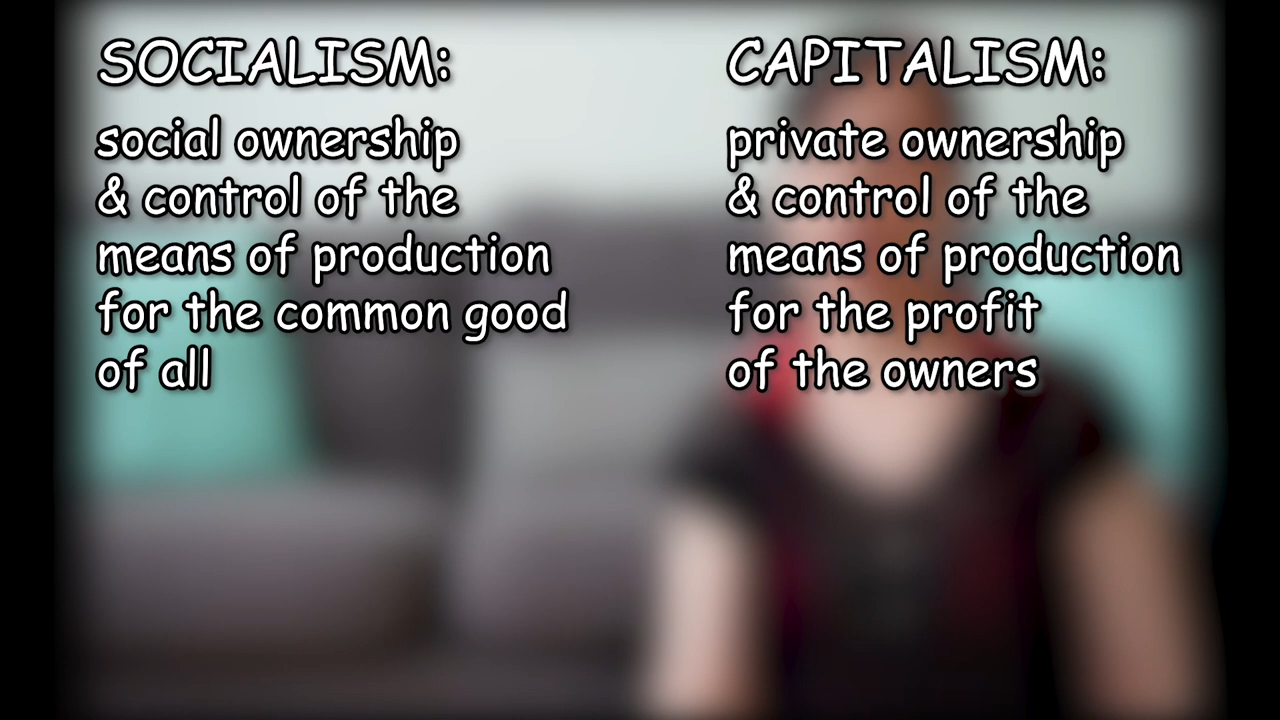 SOCIALISM:
social ownership
& control of the
means of production
for the common good
of all
CAPITALISM:
private ownership
& control of the
means of production
for the profit
of the owners